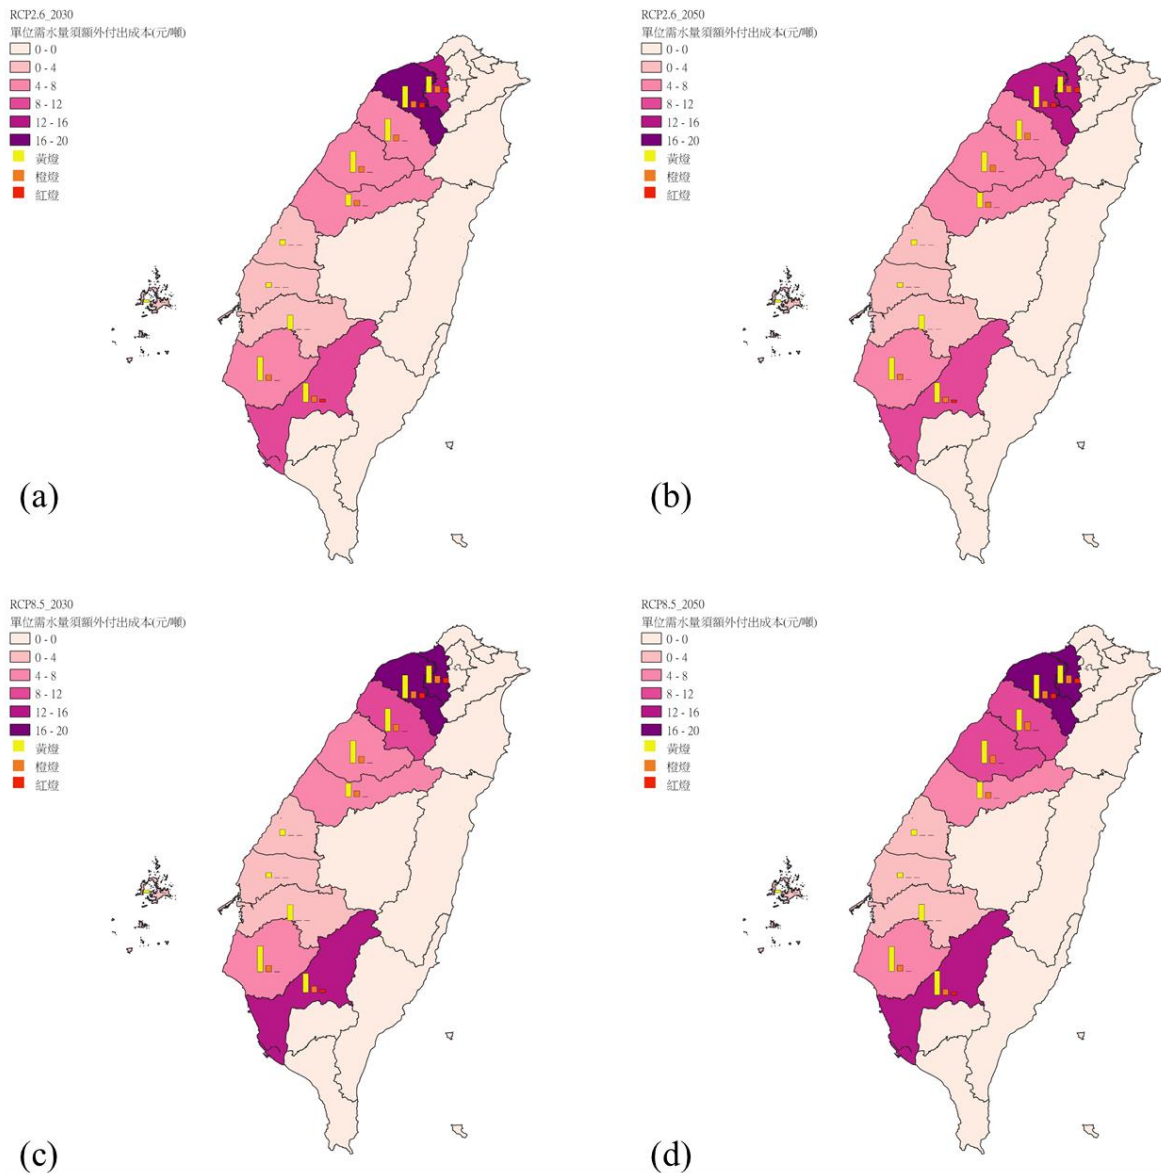 RCP2.6_2030
單位需水量須額外付出成本(元/噸)
0 - 0
0 - 4
4 - 8
8 - 12
12 - 16
16 - 20
黃燈
橙燈
紅燈
(a)
RCP2.6_2050
單位需水量須額外付出成本(元/噸)
0 - 0
0 - 4
4 - 8
8 - 12
12 - 16
16 - 20
黃燈
橙燈
紅燈
(b)
RCP8.5_2030
單位需水量須額外付出成本(元/噸)
0 - 0
0 - 4
4 - 8
8 - 12
12 - 16
16 - 20
黃燈
橙燈
紅燈
(c)
RCP8.5_2050
單位需水量須額外付出成本(元/噸)
0 - 0
0 - 4
4 - 8
8 - 12
12 - 16
16 - 20
黃燈
橙燈
紅燈
(d)